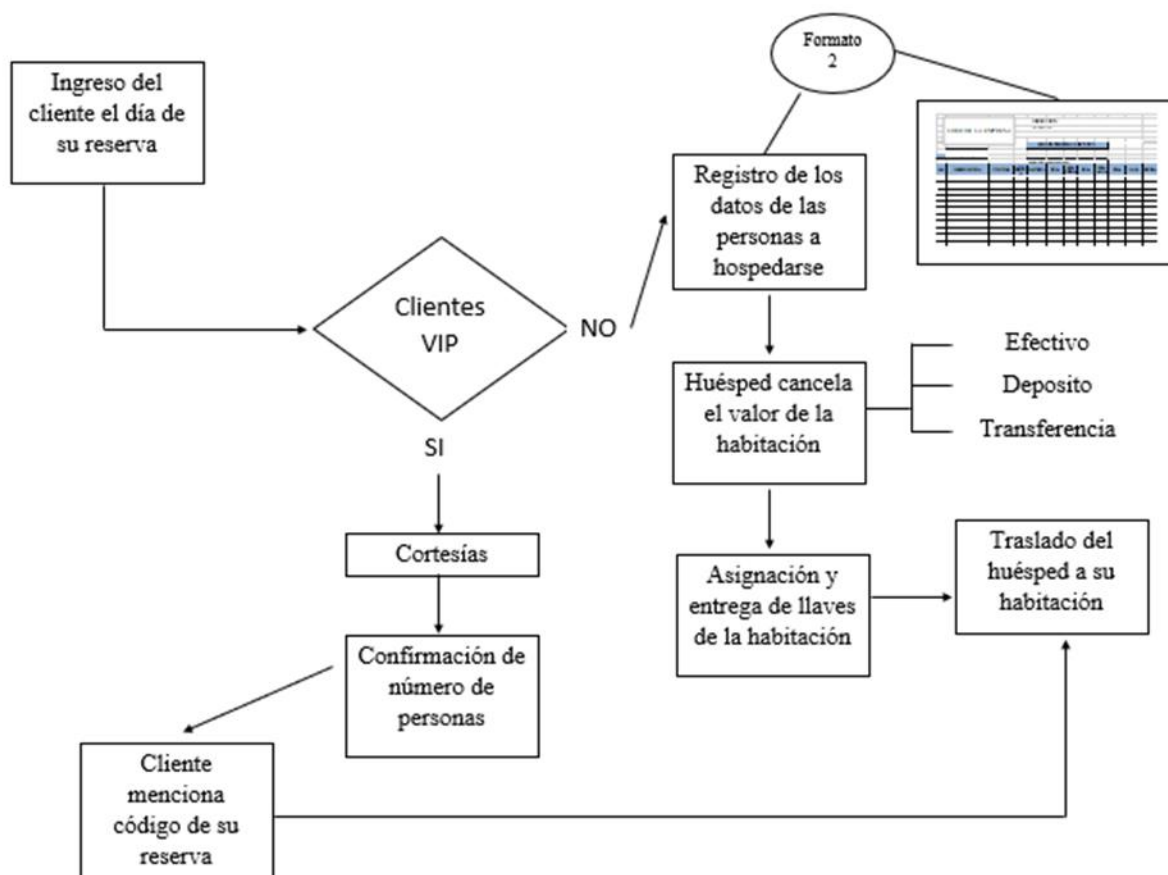 Ingreso del
cliente el día de
su reserva
Clientes
VIP
NO
SI
Cortesías
Confirmación de
número de
personas
Cliente
menciona
código de su
reserva
Formato
2
Registro de los
datos de las
personas a
hospedarse
Huésped cancela
el valor de la
habitación
Efectivo
Deposito
Transferencia
Asignación y
entrega de llaves
de la habitación
Traslado del
huésped a su
habitación